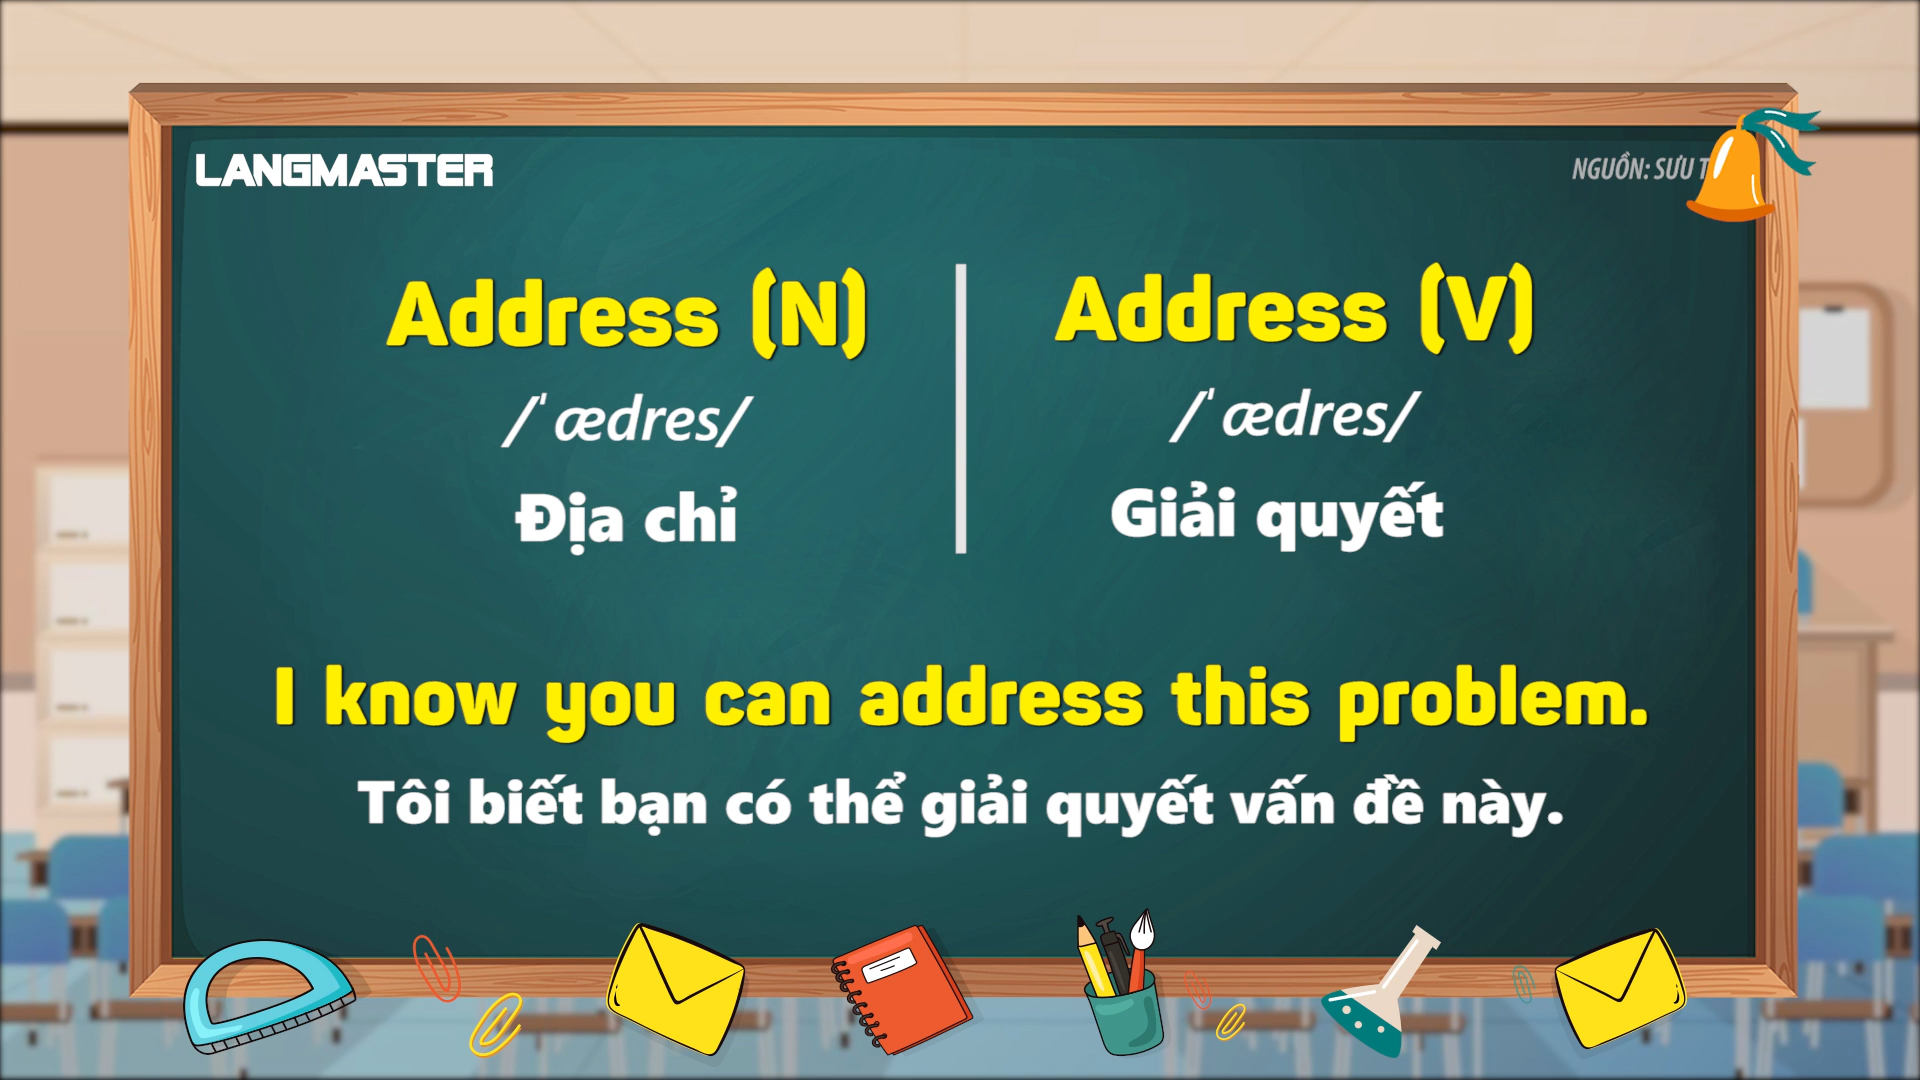 LANGMASTER
NGUỒN: SƯU
Address (N)
/ˈædres/
Địa chỉ
Address (V)
/ˈædres/
Giải quyết
I know you can address this problem.
Tôi biết bạn có thể giải quyết vấn đề này.